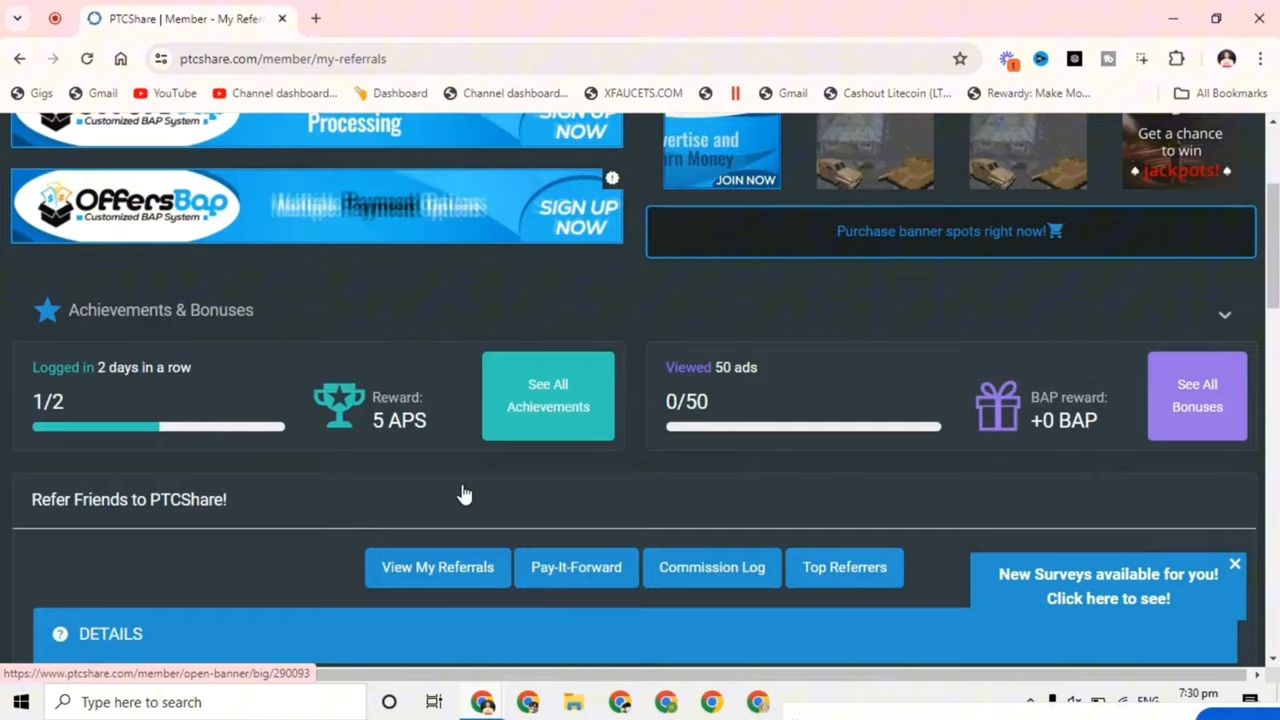 PTCShare | Member - My Referr
ptcshare.com/member/my-referrals
1
Gigs
Gmail
YouTube
Channel dashboard...
Dashboard
Channel dashboard...
XFAUCETS.COM
Gmail
Cashout Litecoin (LT...
Rewardy: Make Mo...
All Bookmarks
Customized BAP System
Processing
SIGN UP
NOW
OffersBap
Customized BAP System
Multiple Payment Options
SIGN UP
NOW
vertise and
rn Money
JOIN NOW
Get a chance
to win
jackpots!
Purchase banner spots right now!
Achievements & Bonuses
Logged in 2 days in a row
1/2
Reward:
5 APS
See All
Achievements
Viewed 50 ads
0/50
BAP reward:
+0 BAP
See All
Bonuses
Refer Friends to PTCShare!
View My Referrals
Pay-It-Forward
Commission Log
Top Referrers
New Surveys available for you!
Click here to see!
DETAILS
https://www.ptcshare.com/member/open-banner/big/290093
Type here to search
ENG
7:30 pm